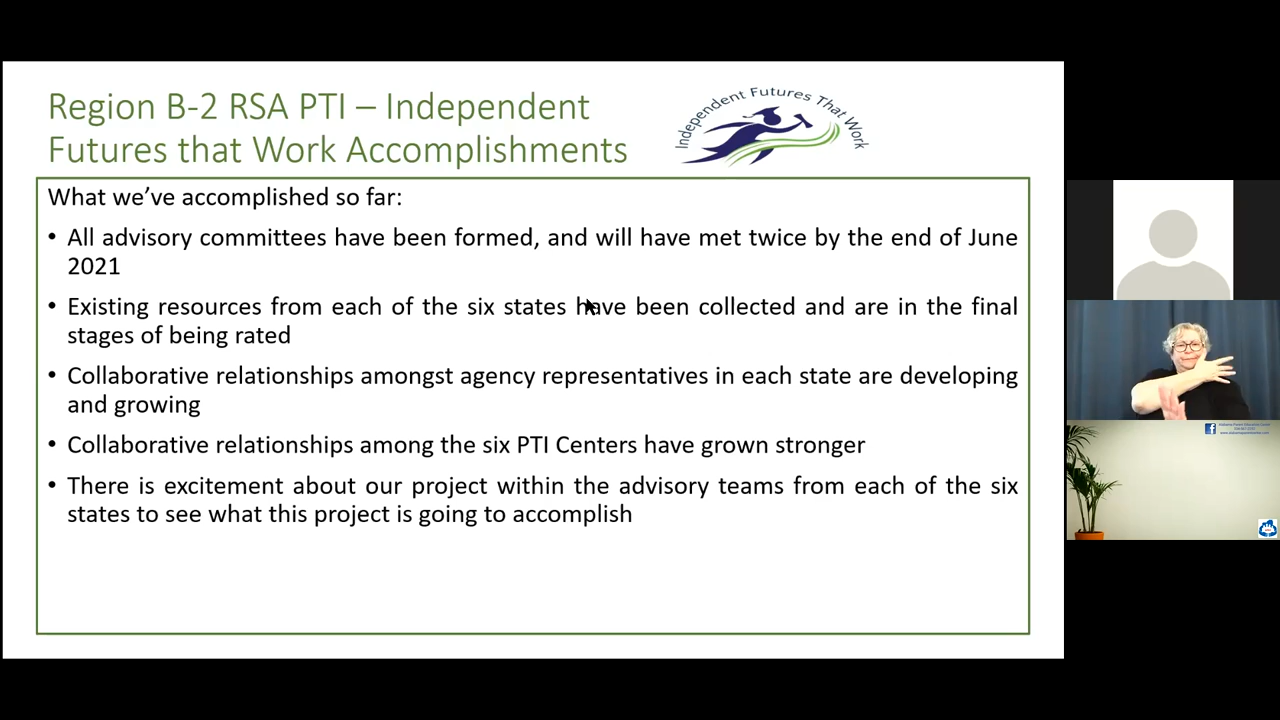 Region B-2 RSA PTI – Independent
Futures that Work Accomplishments
Independent Futures That Work
What we've accomplished so far:
• All advisory committees have been formed, and will have met twice by the end of June
2021
• Existing resources from each of the six states have been collected and are in the final
stages of being rated
• Collaborative relationships amongst agency representatives in each state are developing
and growing
• Collaborative relationships among the six PTI Centers have grown stronger
• There is excitement about our project within the advisory teams from each of the six
states to see what this project is going to accomplish